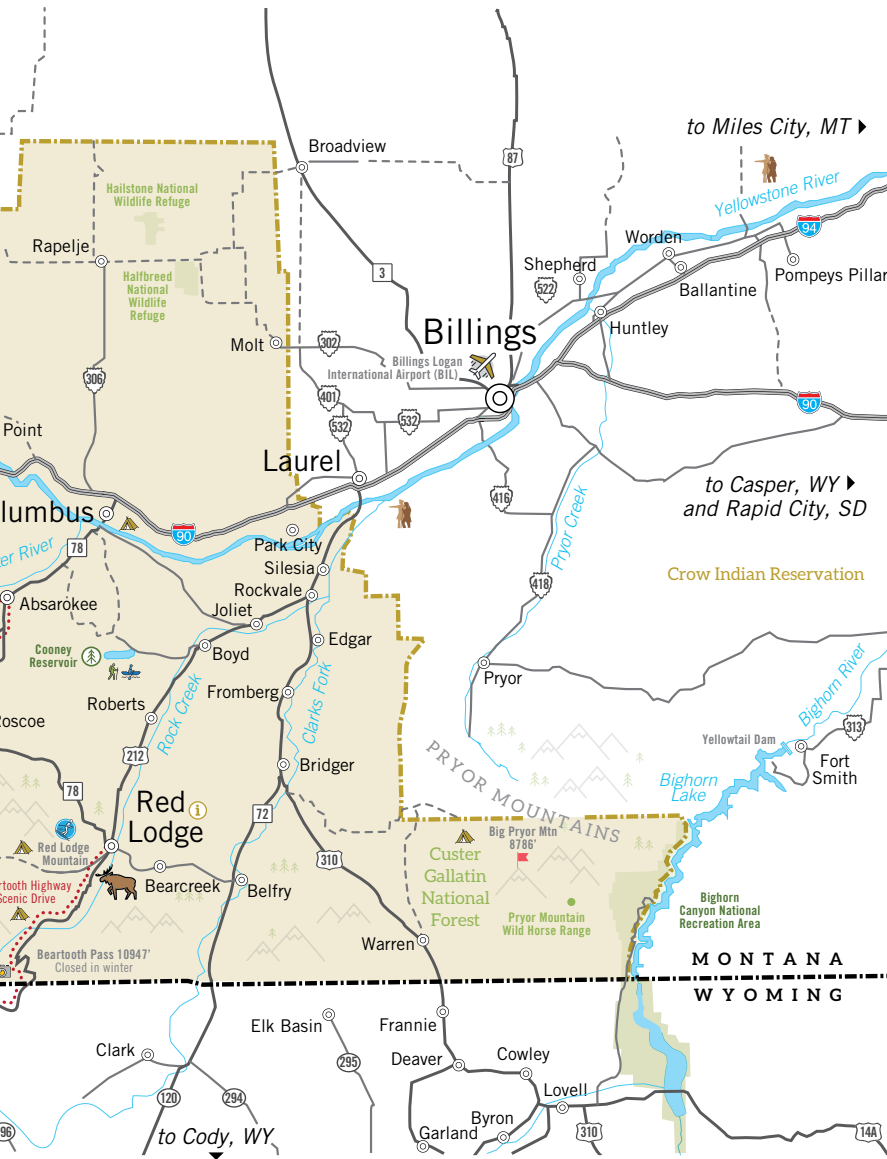 to Miles City, MT
Broadview
87
Hailstone National
Wildlife Refuge
Yellowstone River
94
Rapelje
Worden
Shepherd
3
Halfbreed
National
Wildlife
Refuge
522
Ballantine
Pompeys Pillar
Billings
Huntley
Molt
302
Billings Logan
International Airport (BIL)
306
401
532
532
90
Point
Laurel
to Casper, WY
and Rapid City, SD
416
lumbus
90
Park City
78
er River
Pryor Creek
Silesia
Crow Indian Reservation
418
Rockvale
Absarokee
Joliet
Edgar
Cooney
Reservoir
Boyd
Pryor
Fromberg
Clarks Fork
Bighorn River
Roberts
Rock Creek
Roscoe
313
Yellowtail Dam
212
Bridger
Fort
Smith
PRYOR MOUNTAINS
Bighorn
Lake
78
Red
Lodge
72
Red Lodge
Mountain
310
Big Pryor Mtn
8786'
Custer
Gallatin
National
Forest
Bearcreek
Belfry
rtooth Highway
Scenic Drive
Pryor Mountain
Wild Horse Range
Bighorn
Canyon National
Recreation Area
Warren
Beartooth Pass 10947'
Closed in winter
MONTANA
WYOMING
Elk Basin
Frannie
Clark
Deaver
Cowley
295
Lovell
120
294
Byron
96
to Cody, WY
Garland
310
14A